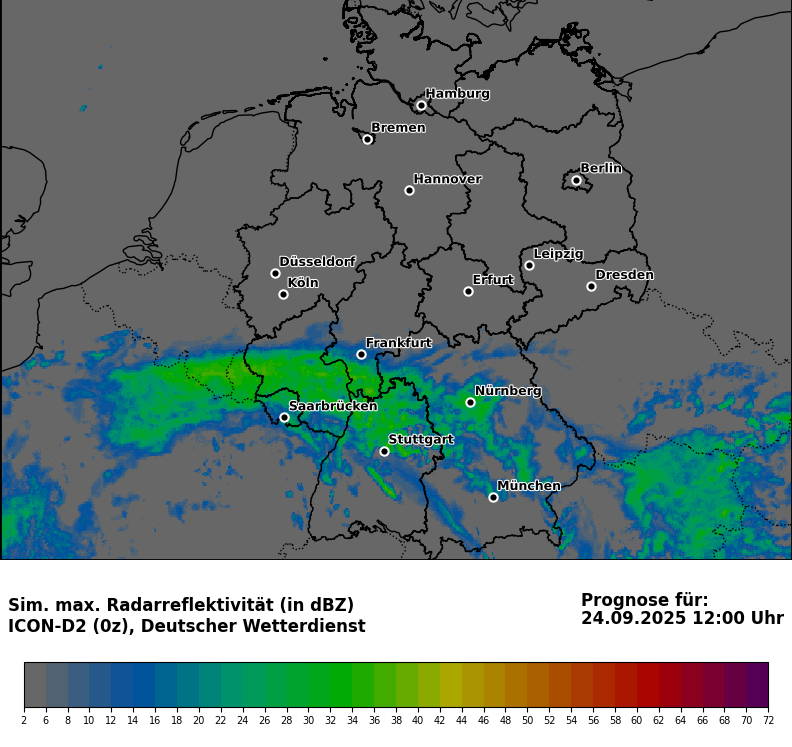 Hamburg
Bremen
Berlin
Hannover
Leipzig
Düsseldorf
Dresden
Köln
Erfurt
Frankfurt
Nürnberg
Saarbrücken
Stuttgart
München
Sim. max. Radarreflektivität (in dBZ)
ICON-D2 (0z), Deutscher Wetterdienst
Prognose für:
24.09.2025 12:00 Uhr
2 6 8 10 12 14 16 18 20 22 24 26 28 30 32 34 36 38 40 42 44 46 48 50 52 54 56 58 60 62 64 66 68 70 72